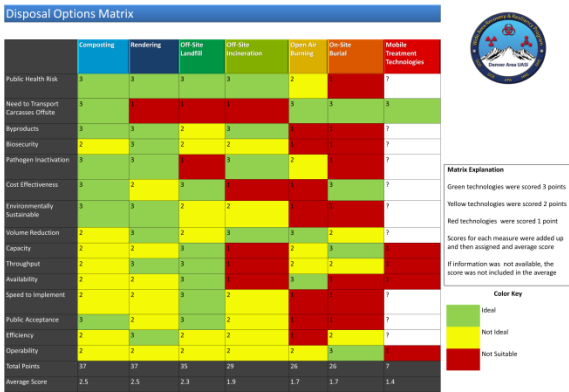 Disposal Options Matrix
Composting Rendering Off-Site Landfill Off-Site Incineration Open Air Burning On-Site Burial Mobile Treatment Technologies
Public Health Risk 3 3 3 3 2 1 ?
Need to Transport Carcasses Offsite 3 1 1 1 3 3 3
Byproducts 3 3 2 3 1 1 ?
Biosecurity 2 3 2 2 1 1 ?
Pathogen Inactivation 3 3 1 3 2 1 ?
Cost Effectiveness 3 2 3 1 1 3 ?
Environmentally Sustainable 3 3 2 2 1 1 ?
Volume Reduction 2 3 2 3 3 2 ?
Capacity 2 2 3 1 2 3 1
Throughput 2 3 3 1 2 2 1
Availability 2 2 3 1 3 1 1
Speed to Implement 2 2 3 2 1 1 ?
Public Acceptance 3 2 3 2 1 1 ?
Efficiency 2 3 2 2 1 2 ?
Operability 2 2 2 2 2 3 1
Total Points 37 37 35 29 26 26 ?
Average Score 2.5 2.5 2.3 1.9 1.7 1.7 1.4
Denver Area UASI
Matrix Explanation
Green technologies were scored 3 points
Yellow technologies were scored 2 points
Red technologies were scored 1 point
Scores for each measure were added up
and then assigned and average score
If information was not available, the
score was not included in the average
Color Key
Ideal
Not Ideal
Not Suitable